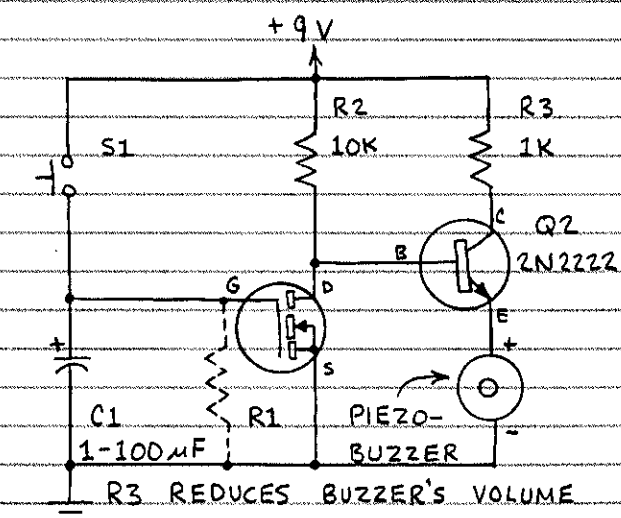 +9V
R2
10K
R3
1K
S1
C
Q2
2N2222
B
E
G
D
S
+
+
C1
1-100µF
R1
PIEZO-
BUZZER
-
R3 REDUCES BUZZER'S VOLUME